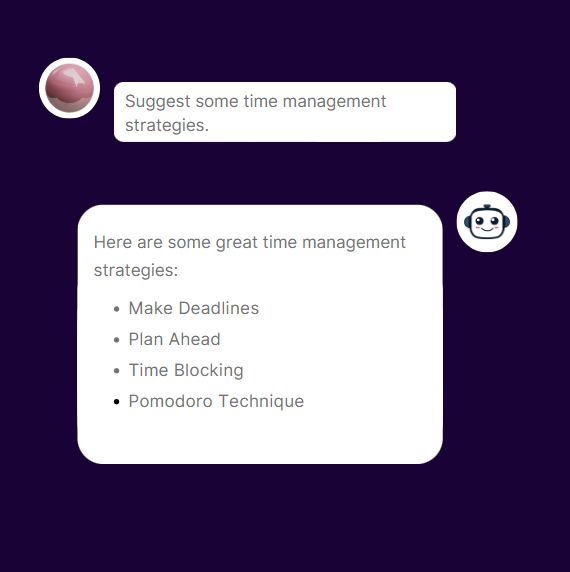 Suggest some time management
strategies.
Here are some great time management
strategies:
• Make Deadlines
• Plan Ahead
• Time Blocking
• Pomodoro Technique